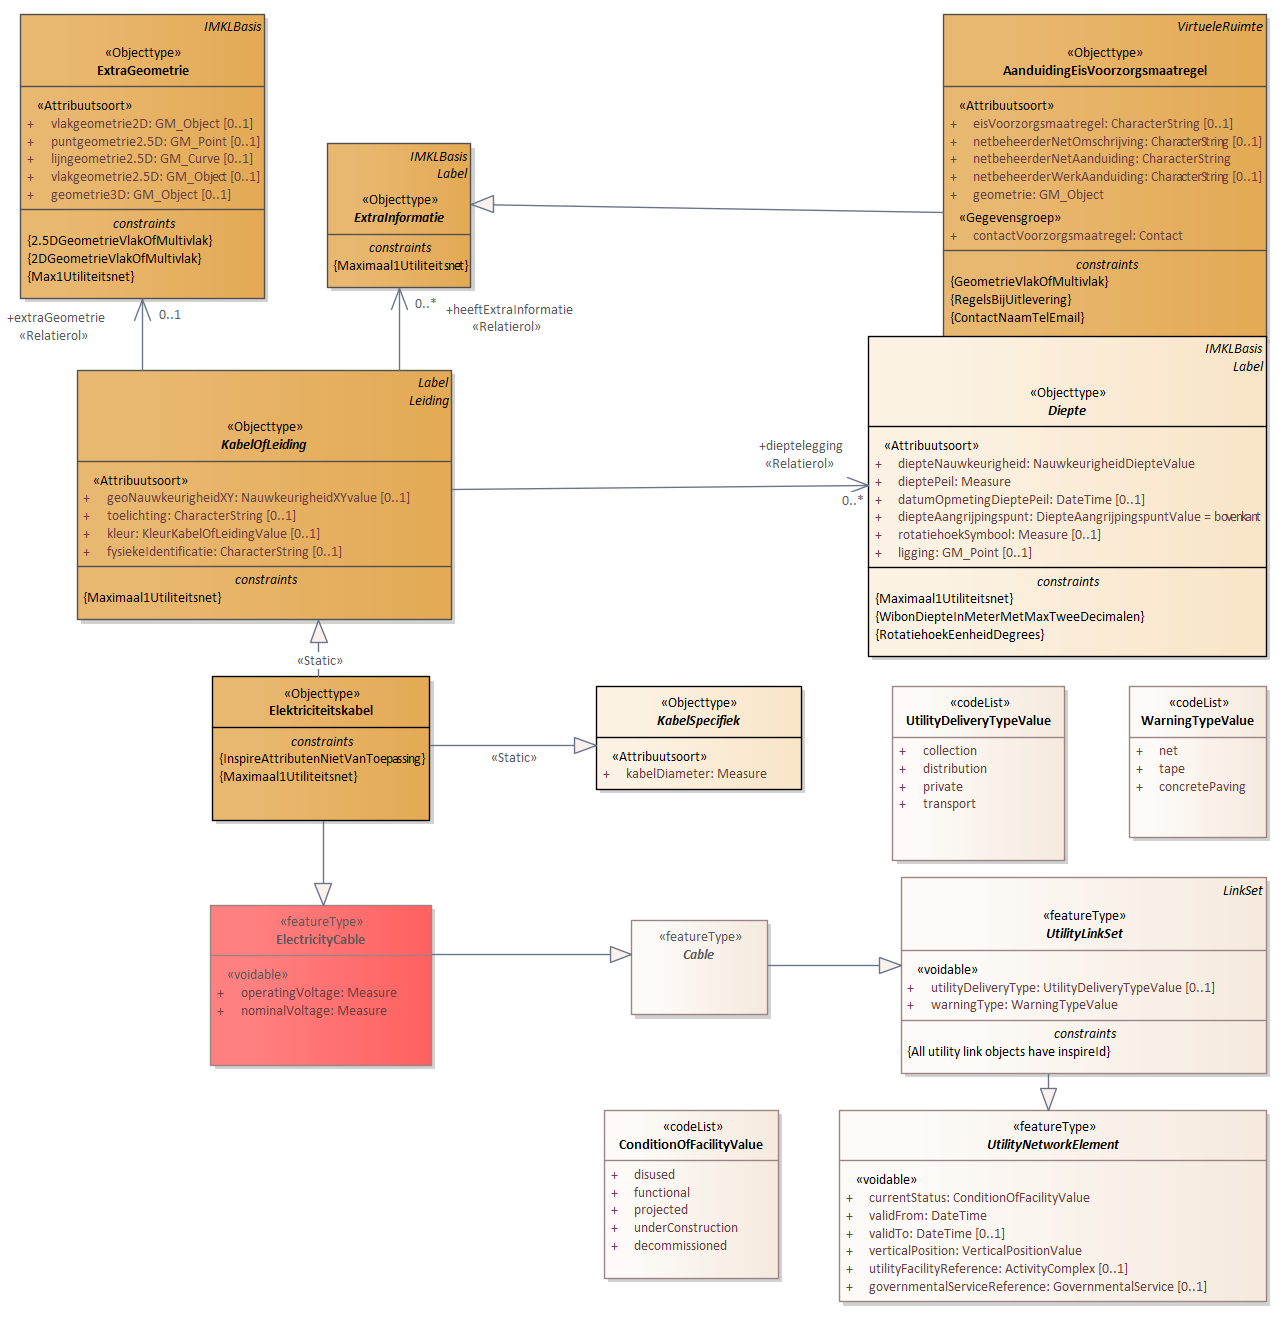 IMKLBasis
«Objecttype»
ExtraGeometrie
«Attribuutsoort»
+ vlakgeometrie2D: GM_Object [0..1]
+ puntgeometrie2.5D: GM_Point [0..1]
+ lijngeometrie2.5D: GM_Curve [0..1]
+ vlakgeometrie2.5D: GM_Object [0..1]
+ geometrie3D: GM_Object [0..1]
constraints
{2.5DGeometrieVlakOfMultivlak}
{2DGeometrieVlakOfMultivlak}
{Max1Utiliteitsnet}
IMKLBasis
Label
«Objecttype»
ExtraInformatie
constraints
{Maximaal1Utiliteitsnet}
VirtueleRuimte
«Objecttype»
AanduidingEisVoorzorgsmaatregel
«Attribuutsoort»
+ eisVoorzorgsmaatregel: CharacterString [0..1]
+ netbeheerderNetOmschrijving: CharacterString [0..1]
+ netbeheerderNetAanduiding: CharacterString
+ netbeheerderWerkAanduiding: CharacterString [0..1]
+ geometrie: GM_Object
«Gegevensgroep»
+ contactVoorzorgsmaatregel: Contact
constraints
{GeometrieVlakOfMultivlak}
{RegelsBijUitlevering}
{ContactNaamTelEmail}
+extraGeometrie
«Relatierol»
0..1
0..*
+heeftExtraInformatie
«Relatierol»
Label
Leiding
«Objecttype»
KabelOfLeiding
«Attribuutsoort»
+ geoNauwkeurigheidXY: NauwkeurigheidXYvalue [0..1]
+ toelichting: CharacterString [0..1]
+ kleur: KleurKabelOfLeidingValue [0..1]
+ fysiekeIdentificatie: CharacterString [0..1]
constraints
{Maximaal1Utiliteitsnet}
+dieptelegging
«Relatierol»
0..*
IMKLBasis
Label
«Objecttype»
Diepte
«Attribuutsoort»
+ diepteNauwkeurigheid: NauwkeurigheidDiepteValue
+ dieptePeil: Measure
+ datumOpmetingDieptePeil: DateTime [0..1]
+ diepteAangrijpingspunt: DiepteAangrijpingspuntValue = bovenkant
+ rotatiehoekSymbool: Measure [0..1]
+ ligging: GM_Point [0..1]
constraints
{Maximaal1Utiliteitsnet}
{WibonDiepteInMeterMetMaxTweeDecimalen}
{RotatiehoekEenheidDegrees}
«Static»
«Objecttype»
Elektriciteitskabel
constraints
{InspireAttributenNietVanToepassing}
{Maximaal1Utiliteitsnet}
«Static»
«Objecttype»
KabelSpecifiek
«Attribuutsoort»
+ kabelDiameter: Measure
«codeList»
UtilityDeliveryTypeValue
+ collection
+ distribution
+ private
+ transport
«codeList»
WarningTypeValue
+ net
+ tape
+ concretePaving
«featureType»
ElectricityCable
«voidable»
+ operatingVoltage: Measure
+ nominalVoltage: Measure
«featureType»
Cable
LinkSet
«featureType»
UtilityLinkSet
«voidable»
+ utilityDeliveryType: UtilityDeliveryTypeValue [0..1]
+ warningType: WarningTypeValue
constraints
{All utility link objects have inspireId}
«codeList»
ConditionOfFacilityValue
+ disused
+ functional
+ projected
+ underConstruction
+ decommissioned
«featureType»
UtilityNetworkElement
«voidable»
+ currentStatus: ConditionOfFacilityValue
+ validFrom: DateTime
+ validTo: DateTime [0..1]
+ verticalPosition: VerticalPositionValue
+ utilityFacilityReference: ActivityComplex [0..1]
+ governmentalServiceReference: GovernmentalService [0..1]